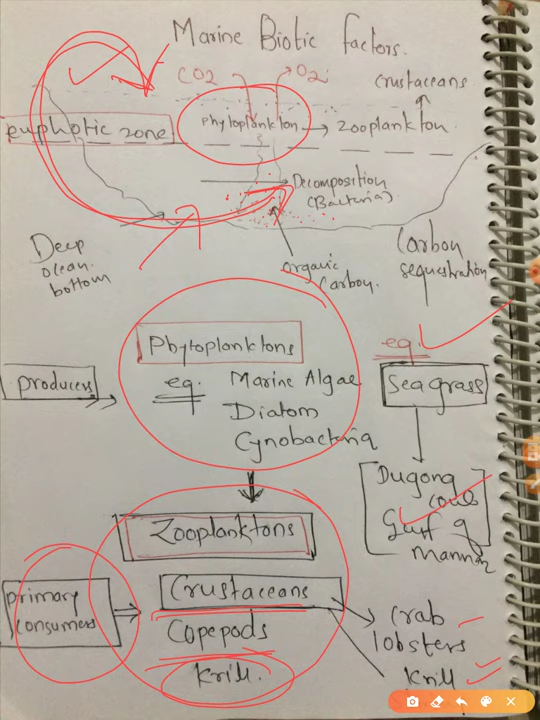 Marine Biotic factors.
CO2
O2
Crustaceans
euphotic zone
phytoplankton
Zooplankton
Decomposition
(Bacteria)
Deep
ocean
bottom
organic
Carbon.
Carbon
sequestration
Phytoplanktons
eg.
Marine Algae
Diatom
Cynobacteria
producers
eg.
Seagrass
Dugong
cows
Gulf of
Mannar
Zooplanktons
primary
consumers
Crustaceans
Copepods
krill.
crab
lobsters
krill